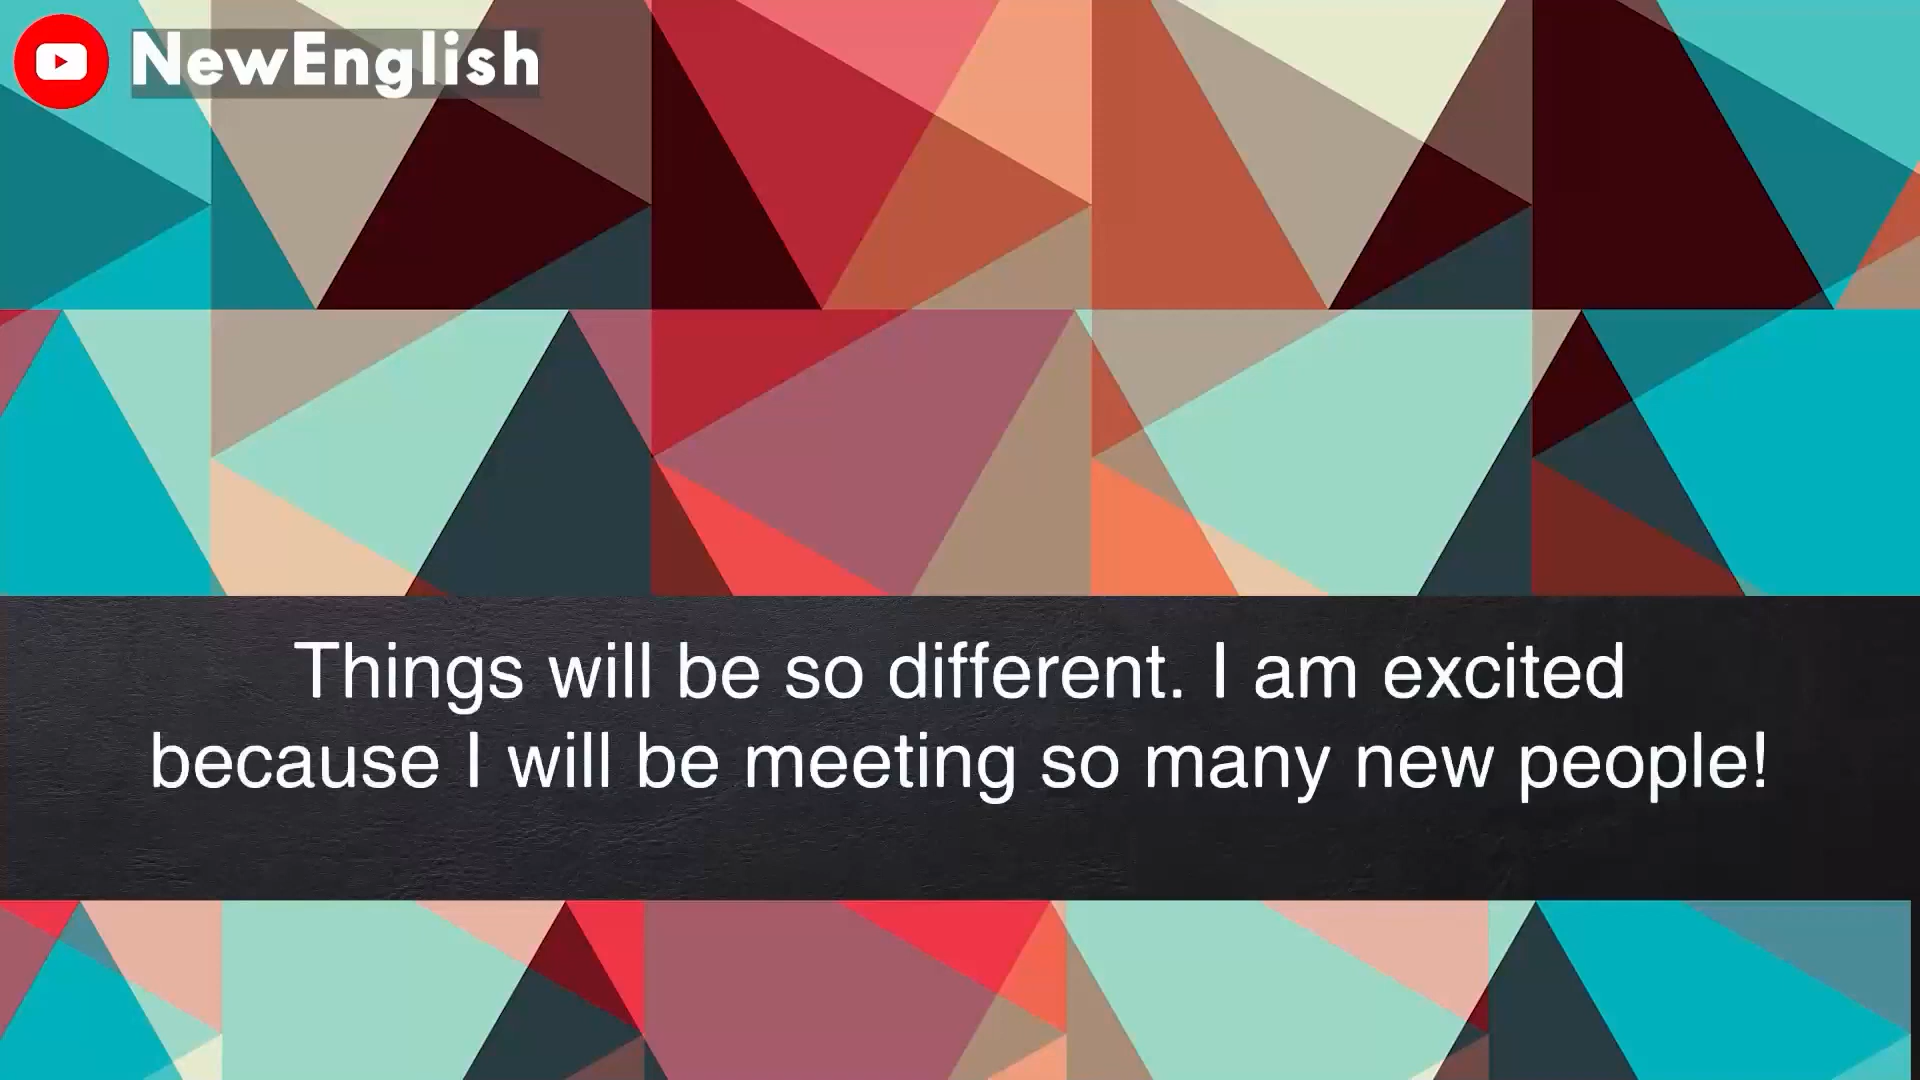 NewEnglish
Things will be so different. I am excited
because I will be meeting so many new people!